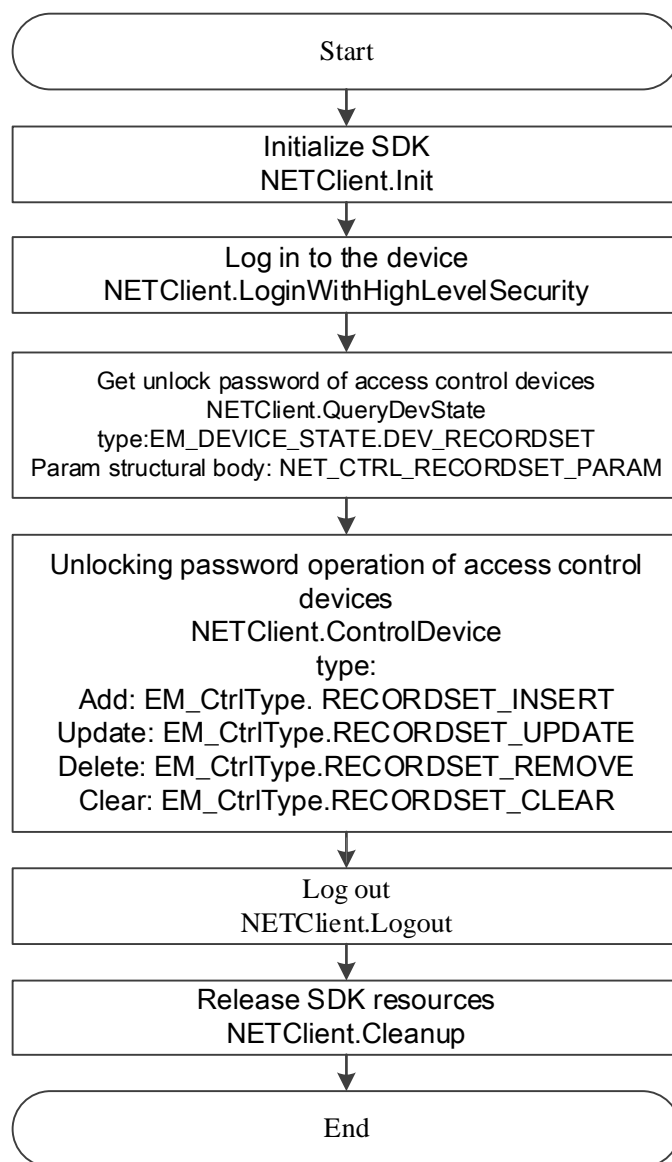 Start
Initialize SDK
NETClient.Init
Log in to the device
NETClient.LoginWithHighLevelSecurity
Get unlock password of access control devices
NETClient.QueryDevState
type:EM_DEVICE_STATE.DEV_RECORDSET
Param structural body: NET_CTRL_RECORDSET_PARAM
Unlocking password operation of access control
devices
NETClient.ControlDevice
type:
Add: EM_CtrlType. RECORDSET_INSERT
Update: EM_CtrlType.RECORDSET_UPDATE
Delete: EM_CtrlType.RECORDSET_REMOVE
Clear: EM_CtrlType.RECORDSET_CLEAR
Log out
NETClient.Logout
Release SDK resources
NETClient.Cleanup
End